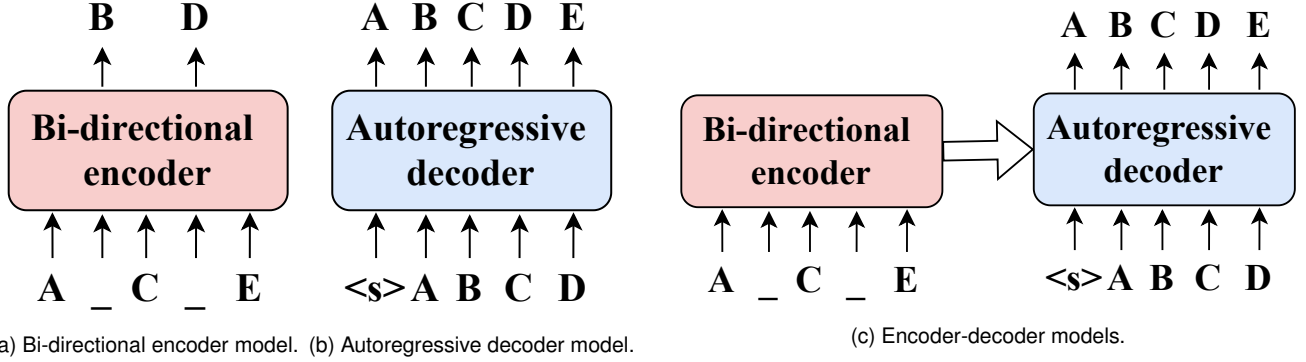 B D
Bi-directional
encoder
A _ C _ E
a) Bi-directional encoder model.
A B C D E
Autoregressive
decoder
<s> A B C D
(b) Autoregressive decoder model.
Bi-directional
encoder
A _ C _ E
A B C D E
Autoregressive
decoder
<s> A B C D
(c) Encoder-decoder models.